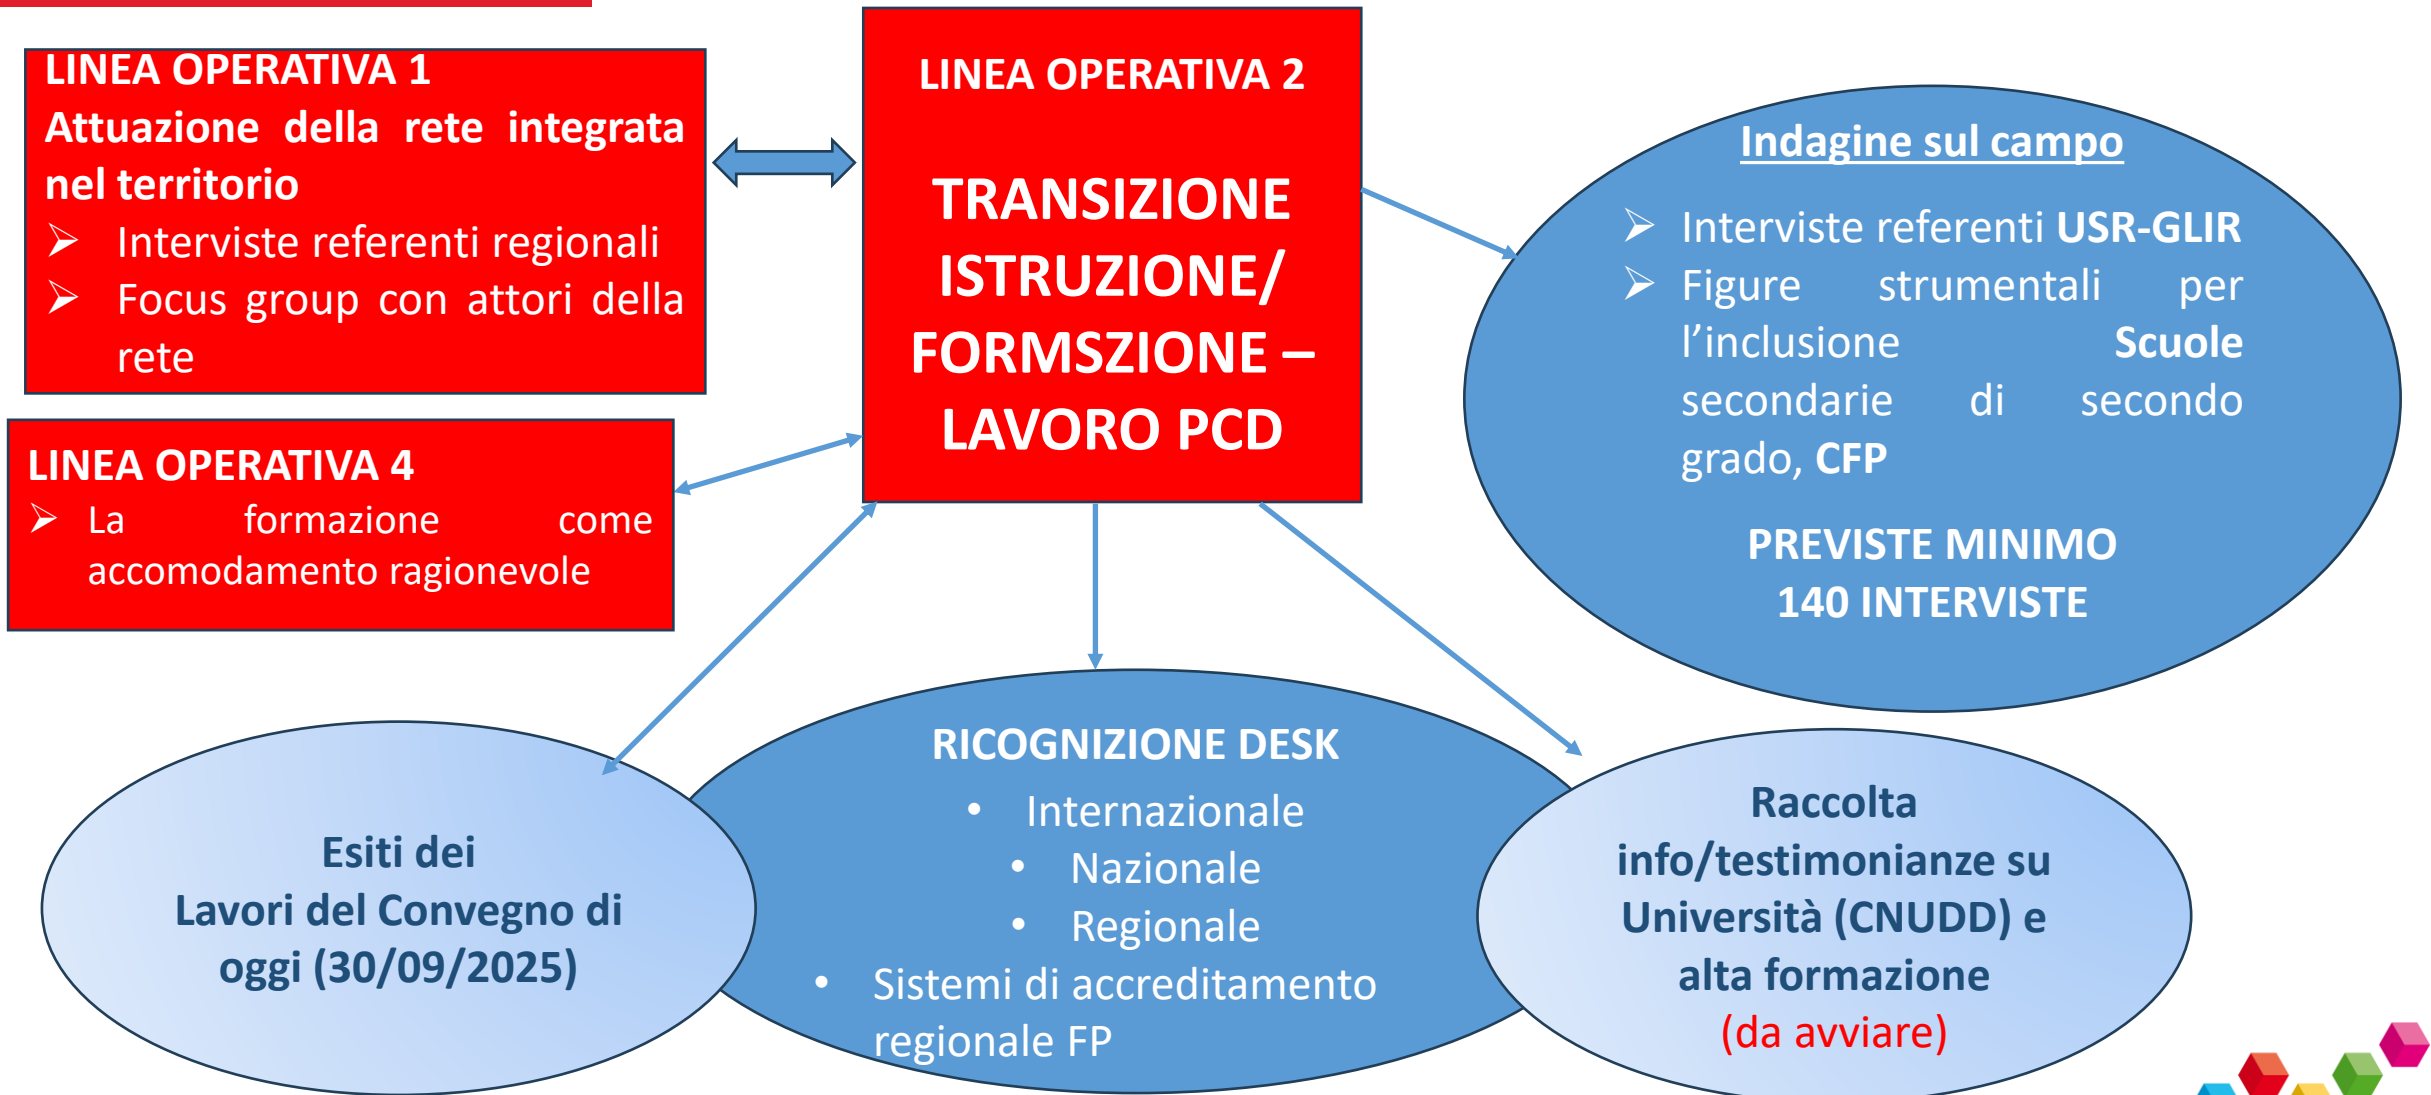 LINEA OPERATIVA 1
Attuazione della rete integrata
nel territorio
➢ Interviste referenti regionali
➢ Focus group con attori della
rete
LINEA OPERATIVA 2
TRANSIZIONE
ISTRUZIONE/
FORMSZIONE –
LAVORO PCD
Indagine sul campo
➢ Interviste referenti USR-GLIR
➢ Figure strumentali per
l’inclusione Scuole
secondarie di secondo
grado, CFP
PREVISTE MINIMO
140 INTERVISTE
LINEA OPERATIVA 4
➢ La formazione come
accomodamento ragionevole
Esiti dei
Lavori del Convegno di
oggi (30/09/2025)
RICOGNIZIONE DESK
• Internazionale
• Nazionale
• Regionale
• Sistemi di accreditamento
regionale FP
Raccolta
info/testimonianze su
Università (CNUDD) e
alta formazione
(da avviare)